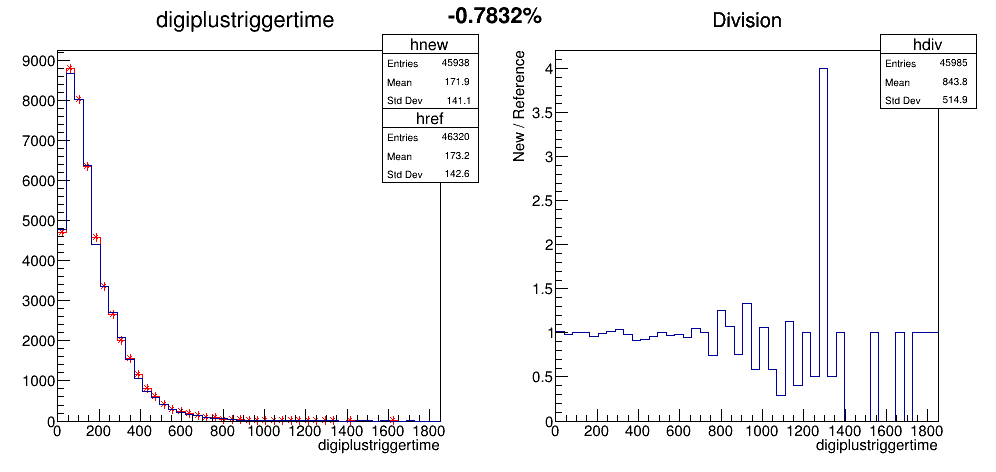 -0.7832%
digiplustriggertime
hnew
Entries 45938
Mean 171.9
Std Dev 141.1
href
Entries 46320
Mean 173.2
Std Dev 142.6
9000
8000
7000
6000
5000
4000
3000
2000
1000
0
0 200 400 600 800 1000 1200 1400 1600 1800
digiplustriggertime
Division
hdiv
Entries 45985
Mean 843.8
Std Dev 514.9
New / Reference
4
3.5
3
2.5
2
1.5
1
0.5
0
0 200 400 600 800 1000 1200 1400 1600 1800
digiplustriggertime